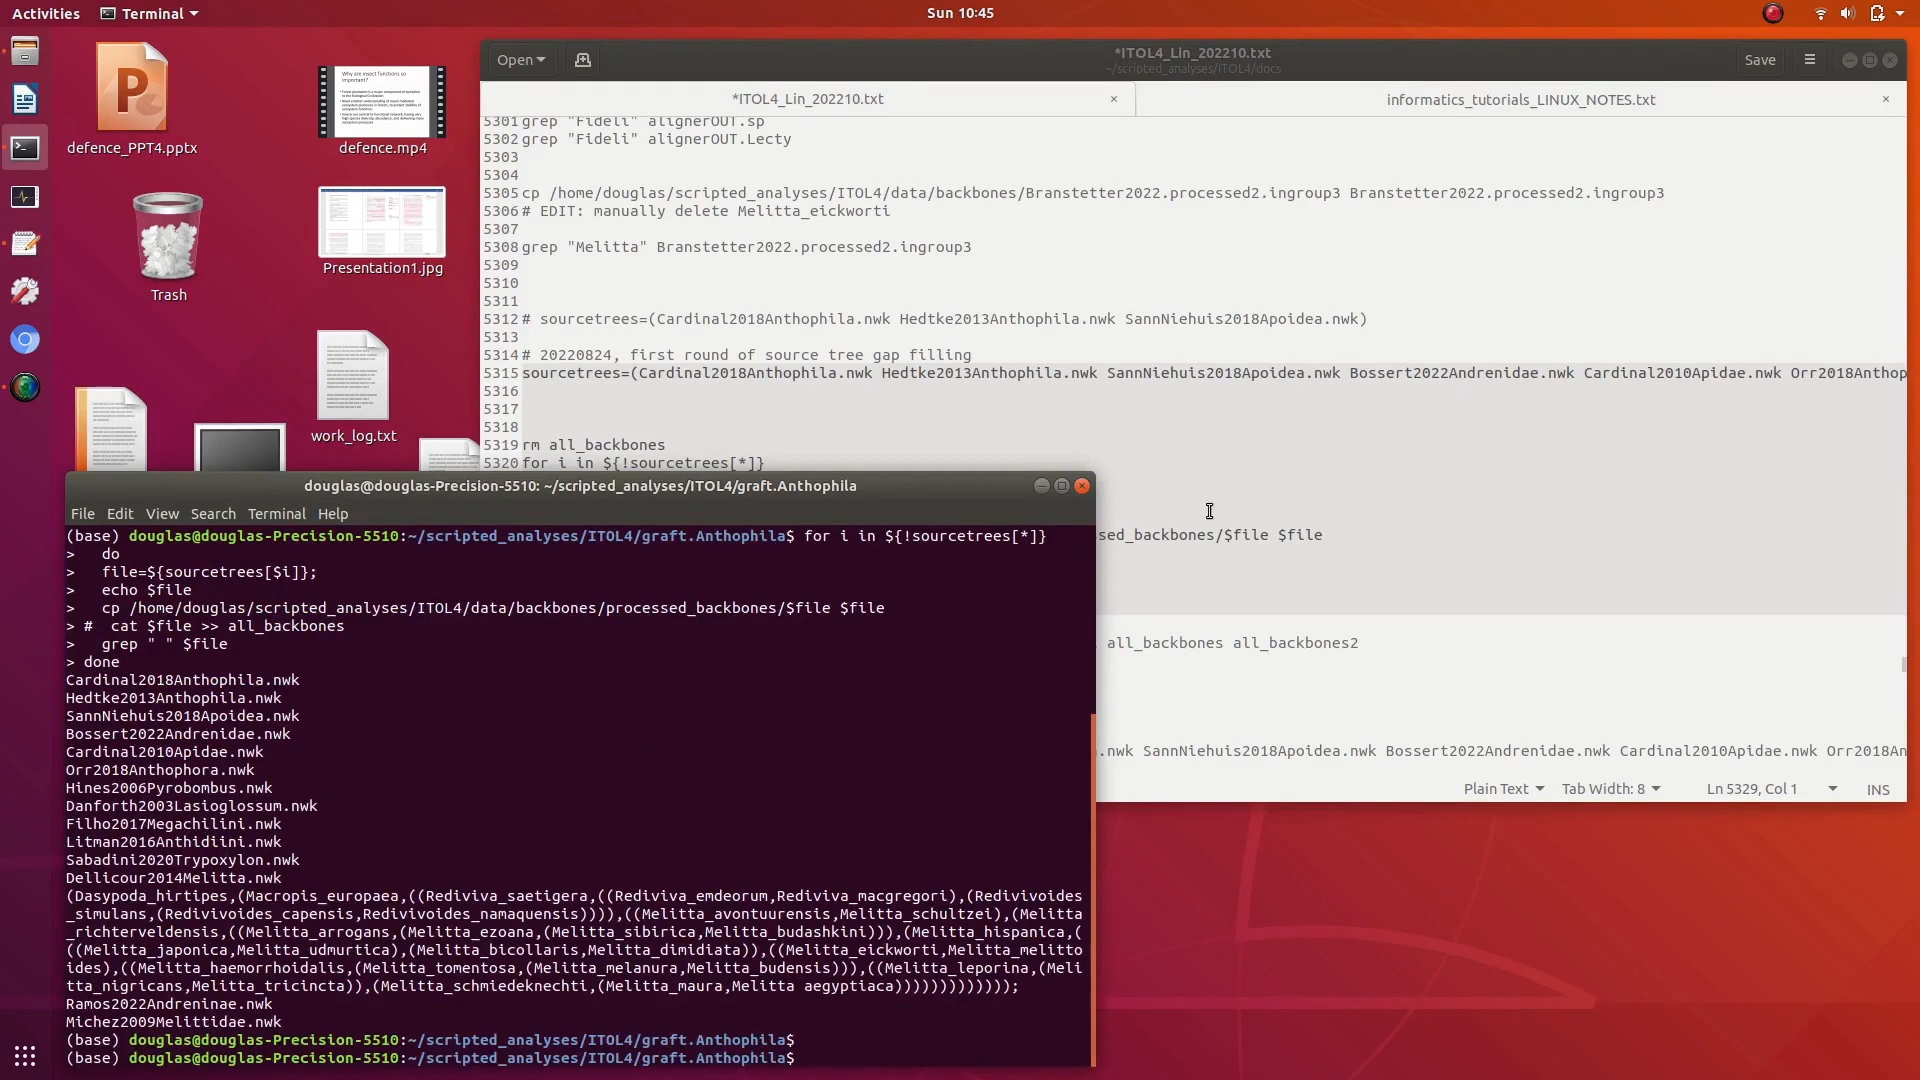 Activities
Terminal
Sun 10:45
defence_PPT4.pptx
Why are insect functions so important?
defence.mp4
Trash
Presentation1.jpg
work_log.txt
Open
*ITOL4_Lin_202210.txt
~/scripted_analyses/ITOL4/docs
Save
*ITOL4_Lin_202210.txt ×
informatics_tutorials_LINUX_NOTES.txt ×
5301 grep "Fideli" alignerOUT.sp
5302 grep "Fideli" alignerOUT.Lecty
5303
5304
5305 cp /home/douglas/scripted_analyses/ITOL4/data/backbones/Branstetter2022.processed2.ingroup3 Branstetter2022.processed2.ingroup3
5306 # EDIT: manually delete Melitta_eickworti
5307
5308 grep "Melitta" Branstetter2022.processed2.ingroup3
5309
5310
5311
5312 # sourcetrees=(Cardinal2018Anthophila.nwk Hedtke2013Anthophila.nwk SannNiehuis2018Apoidea.nwk)
5313
5314 # 20220824, first round of source tree gap filling
5315 sourcetrees=(Cardinal2018Anthophila.nwk Hedtke2013Anthophila.nwk SannNiehuis2018Apoidea.nwk Bossert2022Andrenidae.nwk Cardinal2010Apidae.nwk Orr2018Anthop
5316
5317
5318
5319 rm all_backbones
5320 for i in ${!sourcetrees[*]}
sed_backbones/$file $file
all_backbones all_backbones2
.nwk SannNiehuis2018Apoidea.nwk Bossert2022Andrenidae.nwk Cardinal2010Apidae.nwk Orr2018An
Plain Text Tab Width: 8 Ln 5329, Col 1 INS
douglas@douglas-Precision-5510: ~/scripted_analyses/ITOL4/graft.Anthophila
File Edit View Search Terminal Help
(base) douglas@douglas-Precision-5510:~/scripted_analyses/ITOL4/graft.Anthophila$ for i in ${!sourcetrees[*]}
> do
> file=${sourcetrees[$i]};
> echo $file
> cp /home/douglas/scripted_analyses/ITOL4/data/backbones/processed_backbones/$file $file
> # cat $file >> all_backbones
> grep " " $file
> done
Cardinal2018Anthophila.nwk
Hedtke2013Anthophila.nwk
SannNiehuis2018Apoidea.nwk
Bossert2022Andrenidae.nwk
Cardinal2010Apidae.nwk
Orr2018Anthophora.nwk
Hines2006Pyrobombus.nwk
Danforth2003Lasioglossum.nwk
Filho2017Megachilini.nwk
Litman2016Anthidiini.nwk
Sabadini2020Trypoxylon.nwk
Dellicour2014Melitta.nwk
(Dasypoda_hirtipes,(Macropis_europaea,((Rediviva_saetigera,((Rediviva_emdeorum,Rediviva_macgregori),(Redivivoides
_simulans,(Redivivoides_capensis,Redivivoides_namaquensis)))),((Melitta_avontuurensis,Melitta_schultzei),(Melitta
_richterveldensis,((Melitta_arrogans,(Melitta_ezoana,(Melitta_sibirica,Melitta_budashkini))),(Melitta_hispanica,(
((Melitta_japonica,Melitta_udmurtica),(Melitta_bicollaris,Melitta_dimidiata)),((Melitta_eickworti,Melitta_melitto
ides),((Melitta_haemorrhoidalis,(Melitta_tomentosa,(Melitta_melanura,Melitta_budensis))),((Melitta_leporina,(Meli
tta_nigricans,Melitta_tricincta)),(Melitta_schmiedeknechti,(Melitta_maura,Melitta aegyptiaca)))))))))))));
Ramos2022Andreninae.nwk
Michez2009Melittidae.nwk
(base) douglas@douglas-Precision-5510:~/scripted_analyses/ITOL4/graft.Anthophila$
(base) douglas@douglas-Precision-5510:~/scripted_analyses/ITOL4/graft.Anthophila$